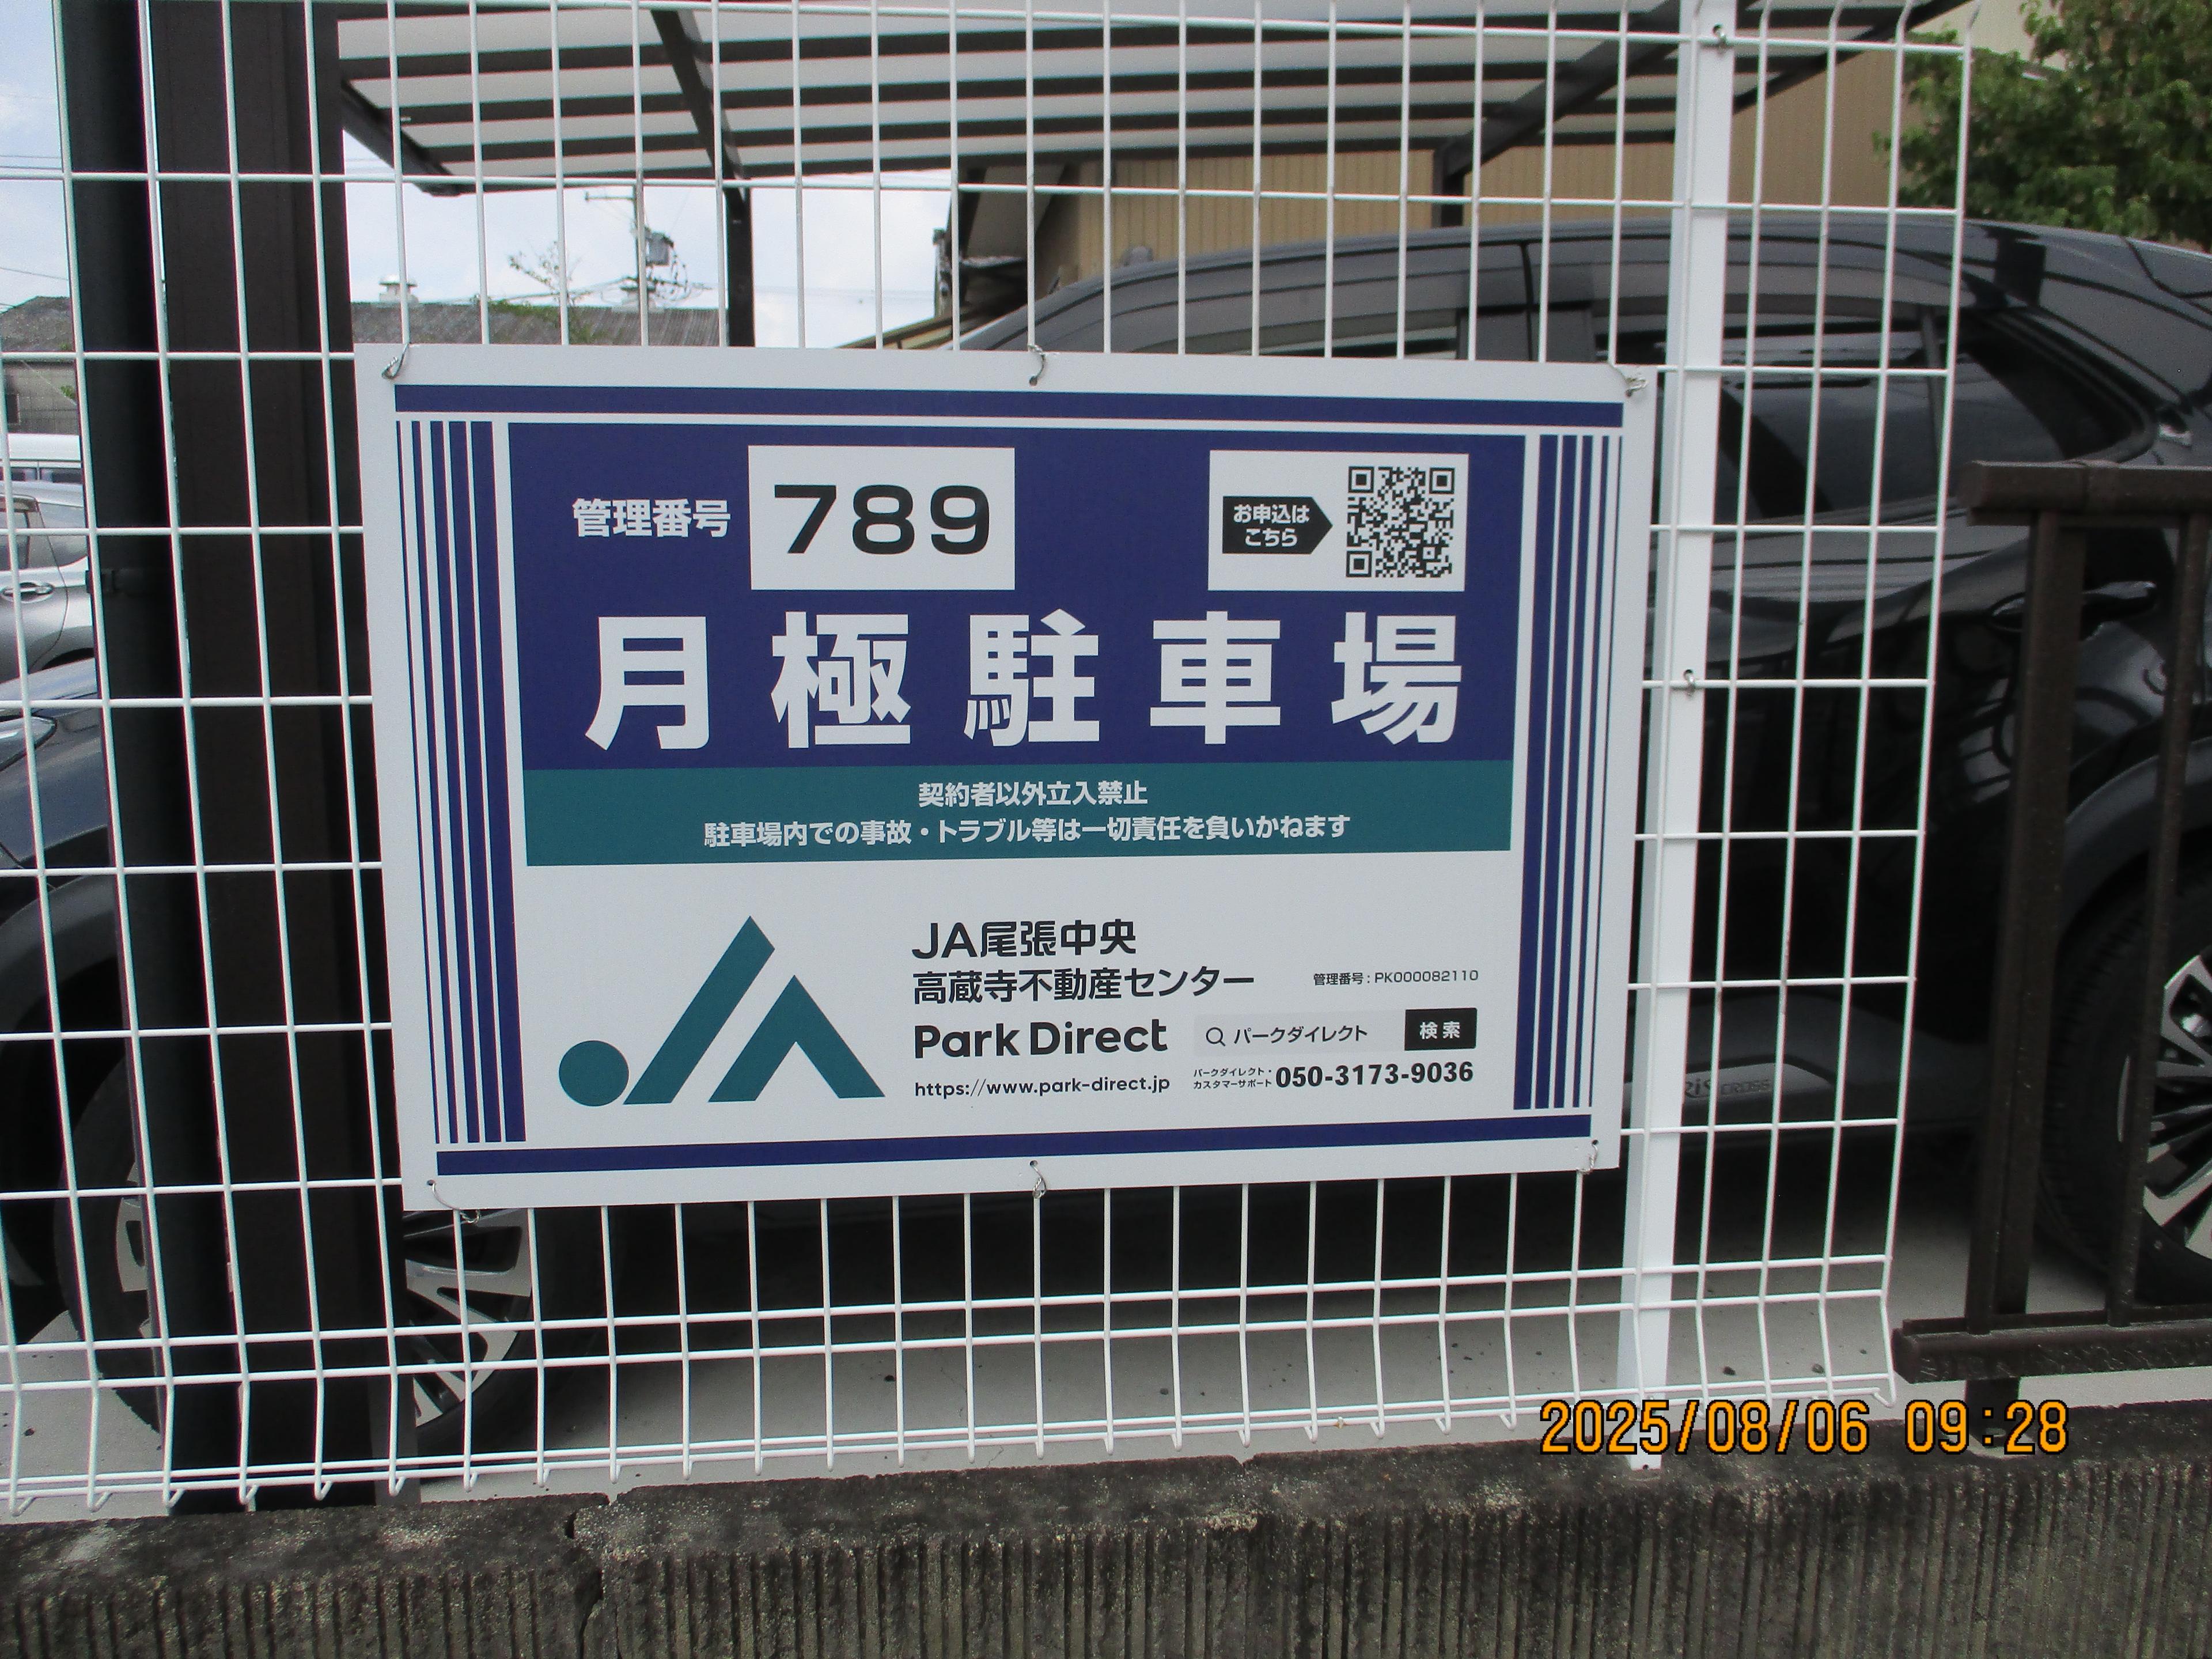 管理番号 789
お申込は
こちら
月極駐車場
契約者以外立入禁止
駐車場内での事故・トラブル等は一切責任を負いかねます
JA
JA尾張中央
高蔵寺不動産センター
管理番号：PK000082110
Park Direct
パークダイレクト 検索
https://www.park-direct.jp
パークダイレクト・
カスタマーサポート 050-3173-9036
CROSS
2025/08/06 09:28